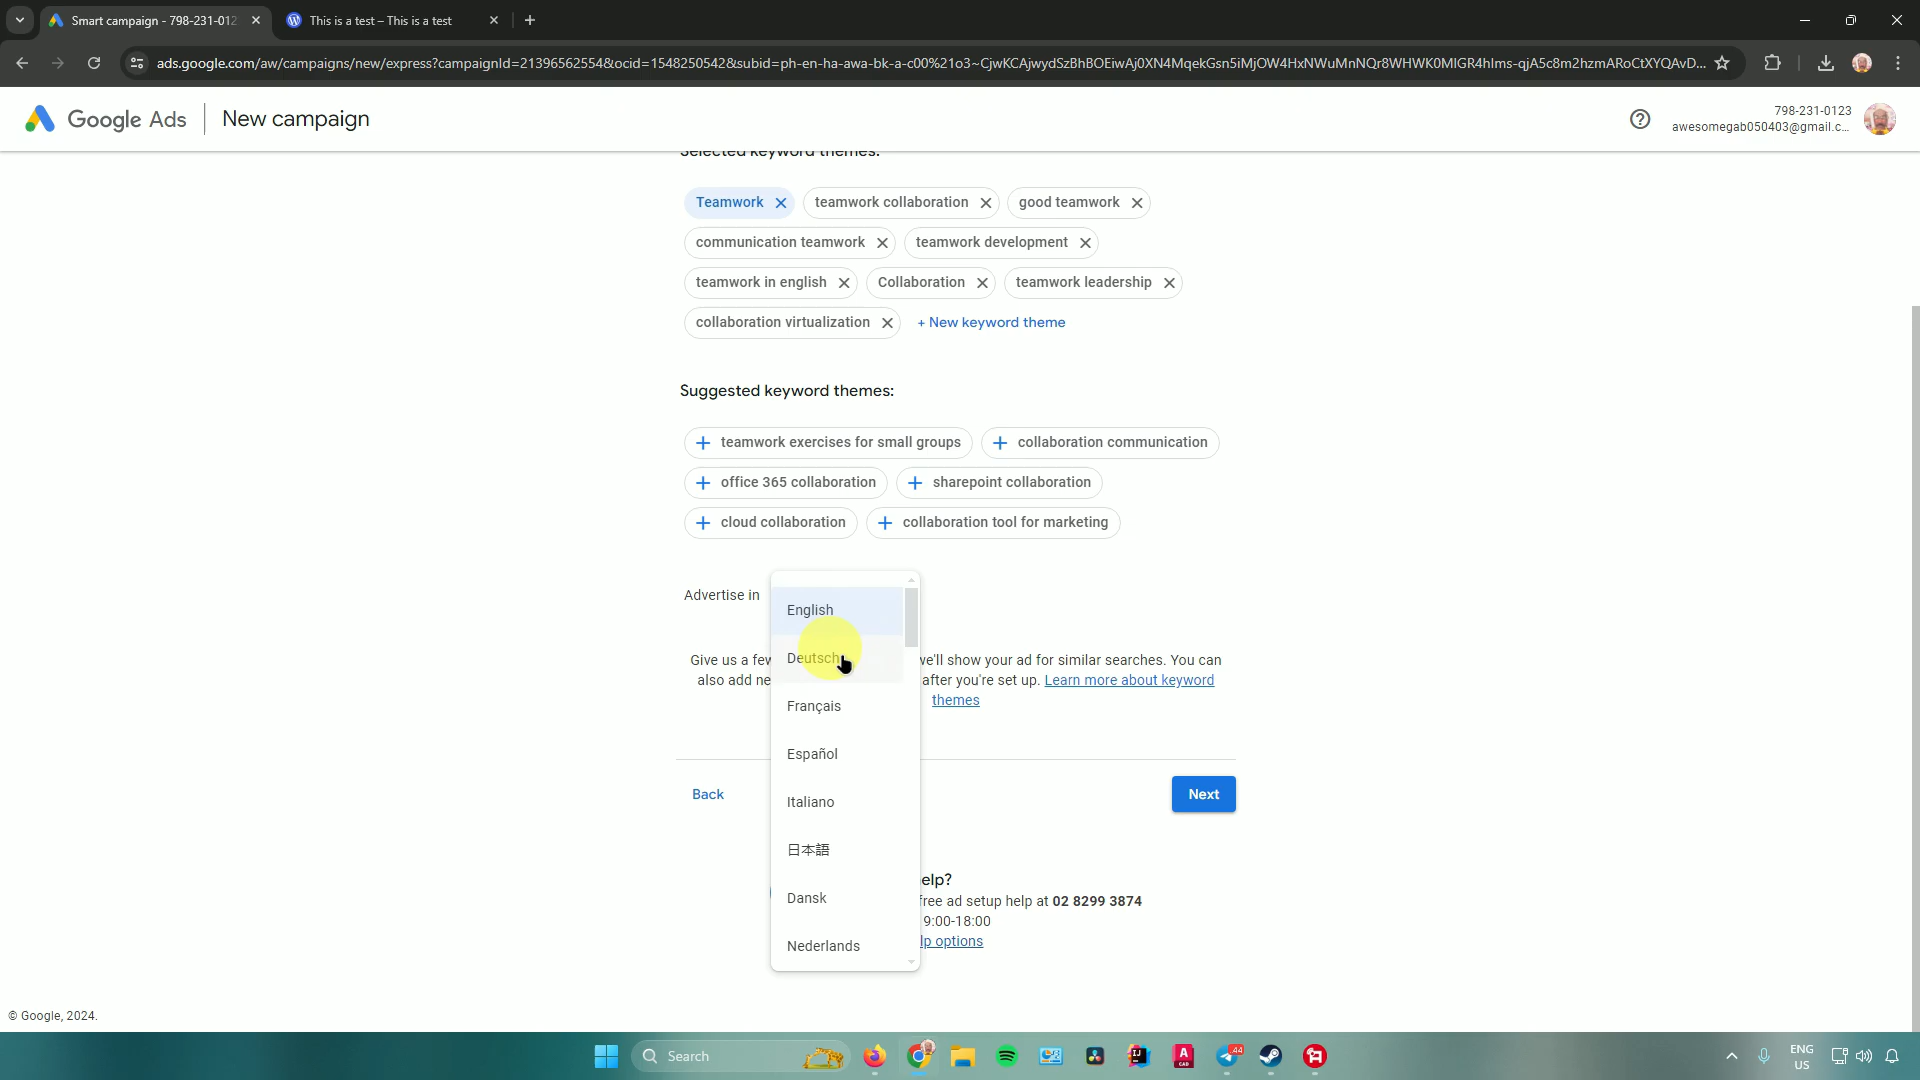 Smart campaign - 798-231-012
This is a test – This is a test
ads.google.com/aw/campaigns/new/express?campaignId=21396562554&ocid=1548250542&subid=ph-en-ha-awa-bk-a-c00%21o3~CjwKCAjwydSzBhBOEiwAj0XN4MqekGsn5iMjOW4HxNWuMnNQr8WHWK0MIGR4hIms-qjA5c8m2hzmARoCtXYQAvD...
Google Ads
New campaign
798-231-0123
awesomegab050403@gmail.c...
Selected keyword themes:
Teamwork
teamwork collaboration
good teamwork
communication teamwork
teamwork development
teamwork in english
Collaboration
teamwork leadership
collaboration virtualization
+ New keyword theme
Suggested keyword themes:
teamwork exercises for small groups
collaboration communication
office 365 collaboration
sharepoint collaboration
cloud collaboration
collaboration tool for marketing
Advertise in
English
Deutsch
Français
Español
Italiano
日本語
Dansk
Nederlands
Give us a few
we'll show your ad for similar searches. You can
also add ne
after you're set up. Learn more about keyword
themes
Back
Next
elp?
free ad setup help at 02 8299 3874
9:00-18:00
lp options
© Google, 2024.
Search
44
ENG
US